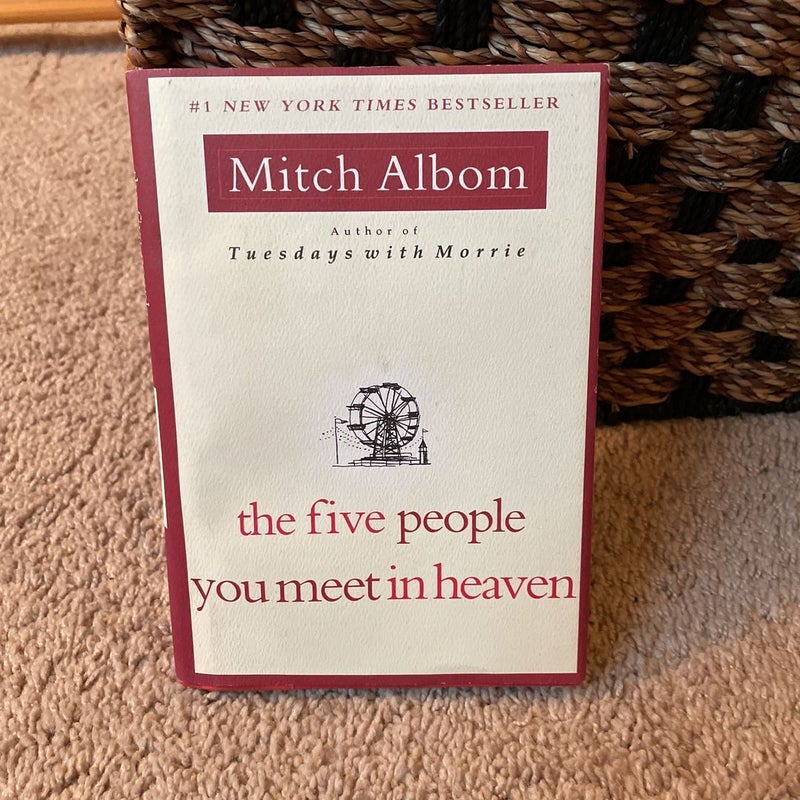 #1 NEW YORK TIMES BESTSELLER
Mitch Albom
Author of
Tuesdays with Morrie
the five people
you meet in heaven